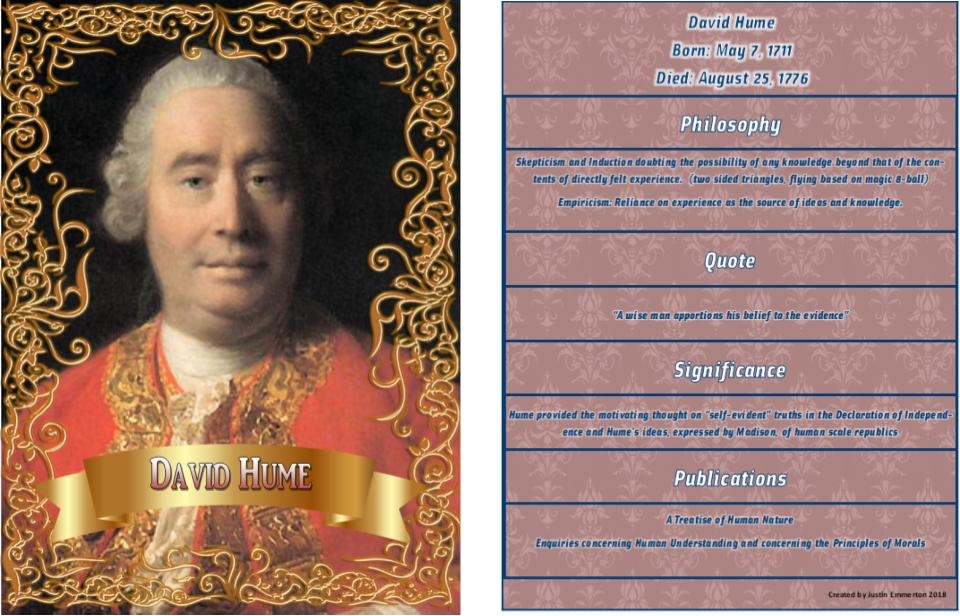 DAVID HUME
David Hume
Born: May 7, 1711
Died: August 25, 1776
Philosophy
Skepticism and Induction doubting the possibility of any knowledge beyond that of the con-
tents of directly felt experience. (two sided triangles, flying based on magic 8-ball)
Empiricism: Reliance on experience as the source of ideas and knowledge.
Quote
"A wise man apportions his belief to the evidence"
Significance
Hume provided the motivating thought on "self-evident" truths in the Declaration of Independ-
ence and Hume's ideas, expressed by Madison, of human scale republics
Publications
A Treatise of Human Nature
Enquiries concerning Human Understanding and concerning the Principles of Morals
Created by Justin Emmerton 2018